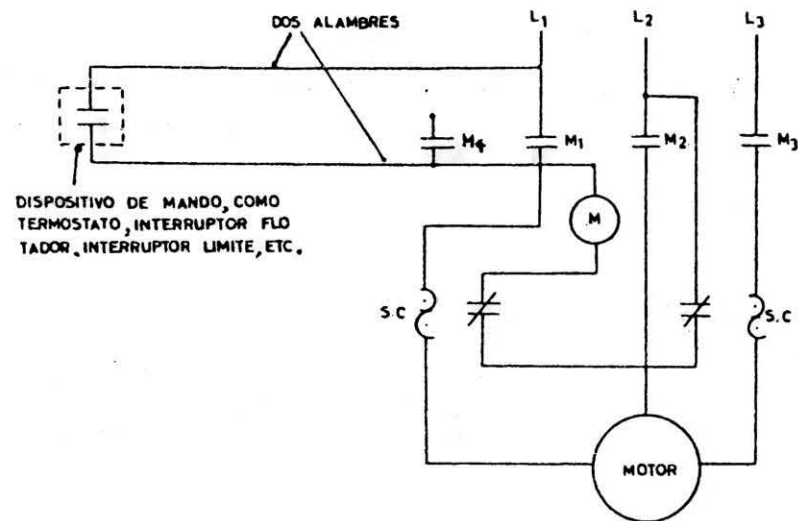 DOS ALAMBRES
L1
L2
L3
M4
M1
M2
M3
DISPOSITIVO DE MANDO, COMO
TERMOSTATO, INTERRUPTOR FLO
TADOR, INTERRUPTOR LIMITE, ETC.
M
S.C
S.C
MOTOR